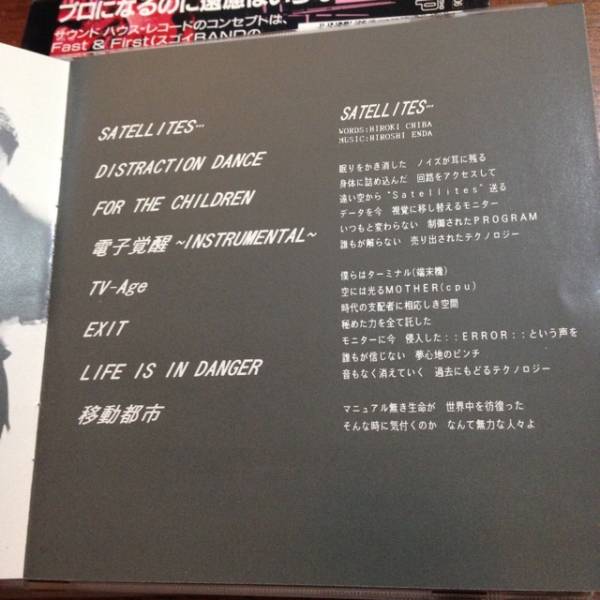 プロになるのに遠慮はいら
サウンド ハウス・レコードのコンセプトは、
Fast & First(スゴイBANDの
SATELLITES…
DISTRACTION DANCE
FOR THE CHILDREN
電子覚醒 ~INSTRUMENTAL~
TV-Age
EXIT
LIFE IS IN DANGER
移動都市
SATELLITES…
WORDS:HIROKI CHIBA
MUSIC:HIROSHI ENDA
眠りをかき消した ノイズが耳に残る
身体に詰め込んだ 回路をアクセスして
遠い空から "Satellites" 送る
データを今 視覚に移し替えるモニター
いつもと変わらない 制御されたPROGRAM
誰もが解らない 売り出されたテクノロジー
僕らはターミナル(端末機)
空には光るMOTHER(cpu)
時代の支配者に相応しき空間
秘めた力を全て託した
モニターに今 侵入した::ERROR::という声を
誰もが信じない 夢心地のピンチ
音もなく消えていく 過去にもどるテクノロジー
マニュアル無き生命が 世界中を彷徨った
そんな時に気付くのか なんて無力な人々よ